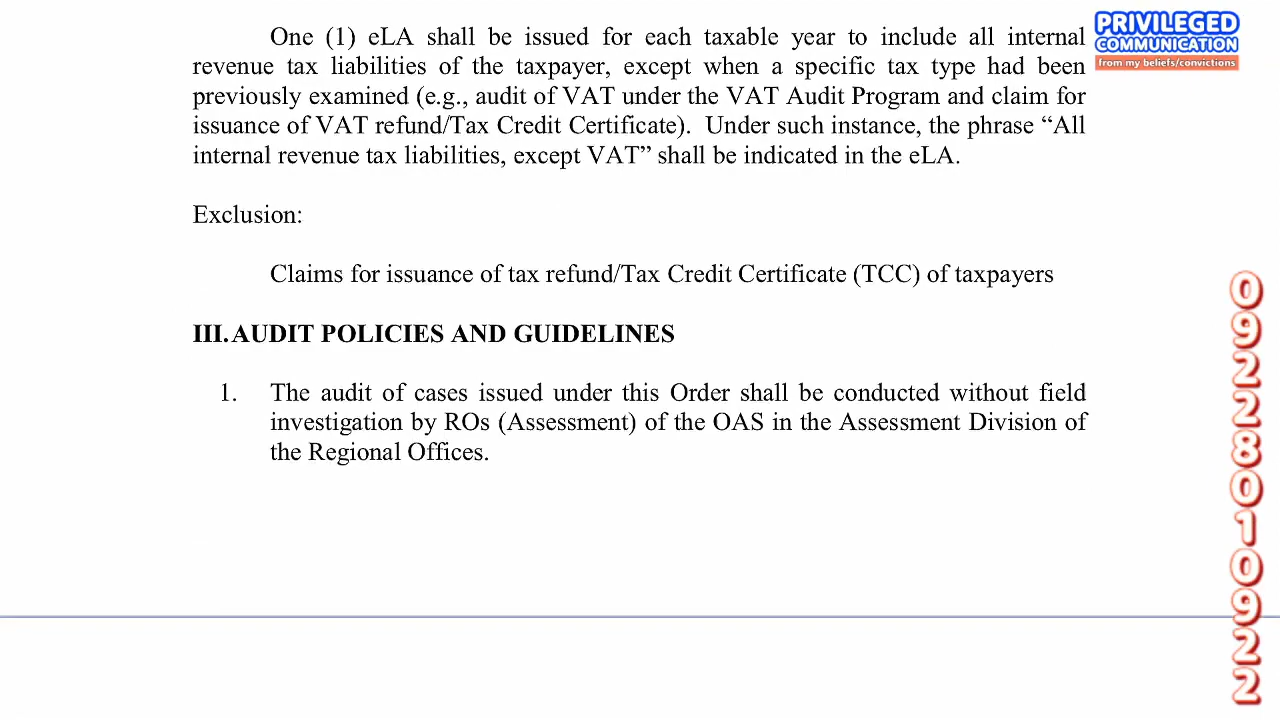 One (1) eLA shall be issued for each taxable year to include all internal
revenue tax liabilities of the taxpayer, except when a specific tax type had been
previously examined (e.g., audit of VAT under the VAT Audit Program and claim for
issuance of VAT refund/Tax Credit Certificate). Under such instance, the phrase “All
internal revenue tax liabilities, except VAT” shall be indicated in the eLA.
Exclusion:
Claims for issuance of tax refund/Tax Credit Certificate (TCC) of taxpayers
III. AUDIT POLICIES AND GUIDELINES
1. The audit of cases issued under this Order shall be conducted without field
investigation by ROs (Assessment) of the OAS in the Assessment Division of
the Regional Offices.
PRIVILEGED
COMMUNICATION
from my beliefs/convictions
09228010922